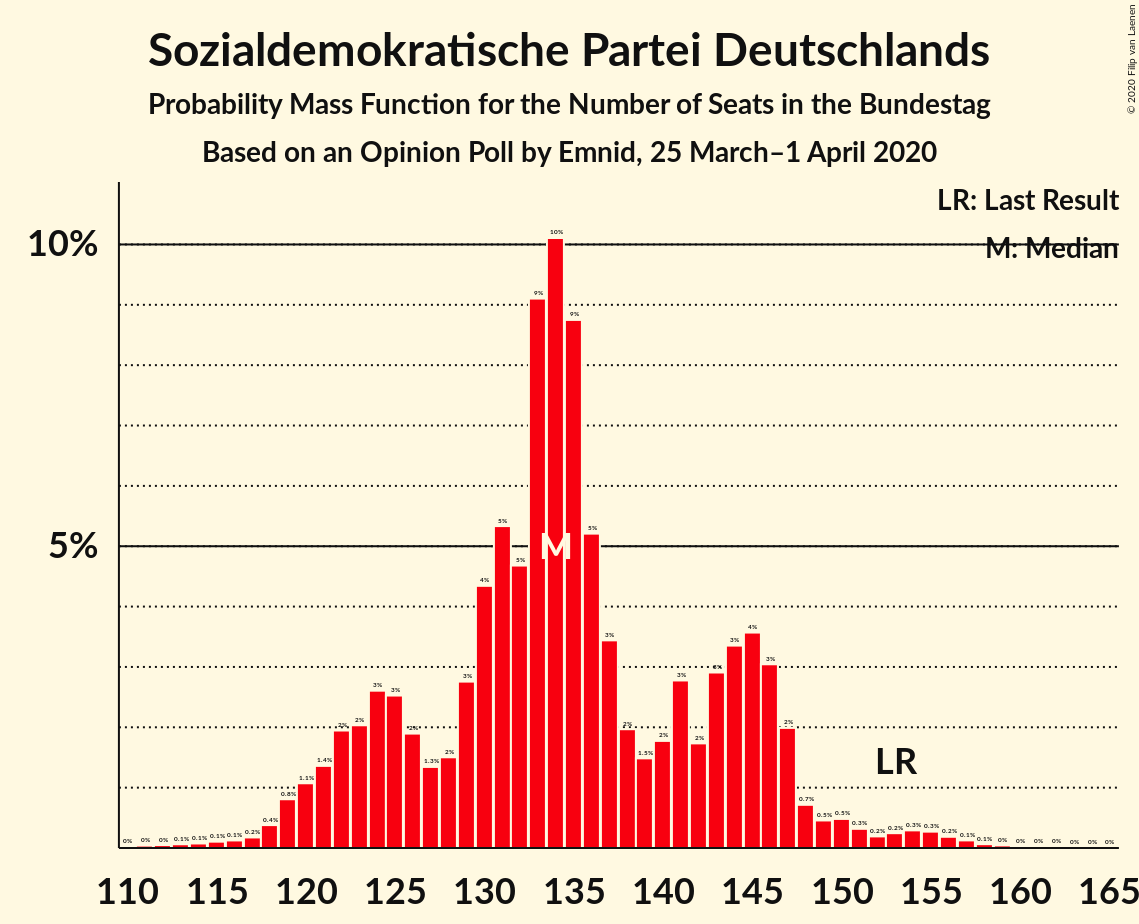 Sozialdemokratische Partei Deutschlands
Probability Mass Function for the Number of Seats in the Bundestag
Based on an Opinion Poll by Emnid, 25 March–1 April 2020
© 2020 Filip van Laenen
LR: Last Result
M: Median
10%
5%
0% 0% 0% 0.1% 0.1% 0.1% 0.1% 0.2% 0.4% 0.8% 1.1% 1.4% 2% 2% 3% 3% 2% 1.3% 2% 3% 4% 5% 5% 9% 10% 9% 5% 3% 2% 1.5% 2% 3% 2% 3% 3% 4% 3% 2% 0.7% 0.5% 0.5% 0.3% 0.2% 0.2% 0.3% 0.3% 0.2% 0.1% 0.1% 0% 0% 0% 0% 0% 0% 0%
M
LR
110 115 120 125 130 135 140 145 150 155 160 165